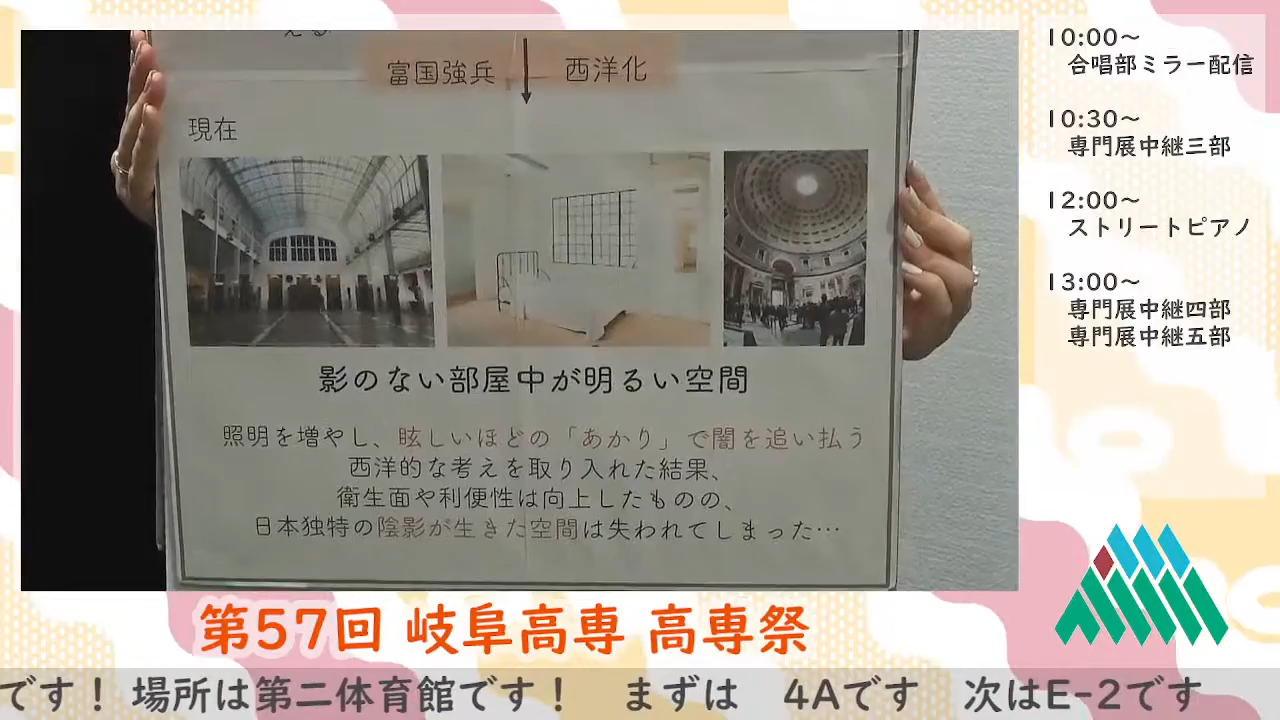 える
富国強兵 西洋化
現在
影のない部屋中が明るい空間
照明を増やし、眩しいほどの「あかり」で闇を追い払う
西洋的な考えを取り入れた結果、
衛生面や利便性は向上したものの、
日本独特の陰影が生きた空間は失われてしまった…
10:00～
合唱部ミラー配信
10:30～
専門展中継三部
12:00～
ストリートピアノ
13:00～
専門展中継四部
専門展中継五部
第57回 岐阜高専 高専祭
です！ 場所は第二体育館です！ まずは 4Aです 次はE-2です